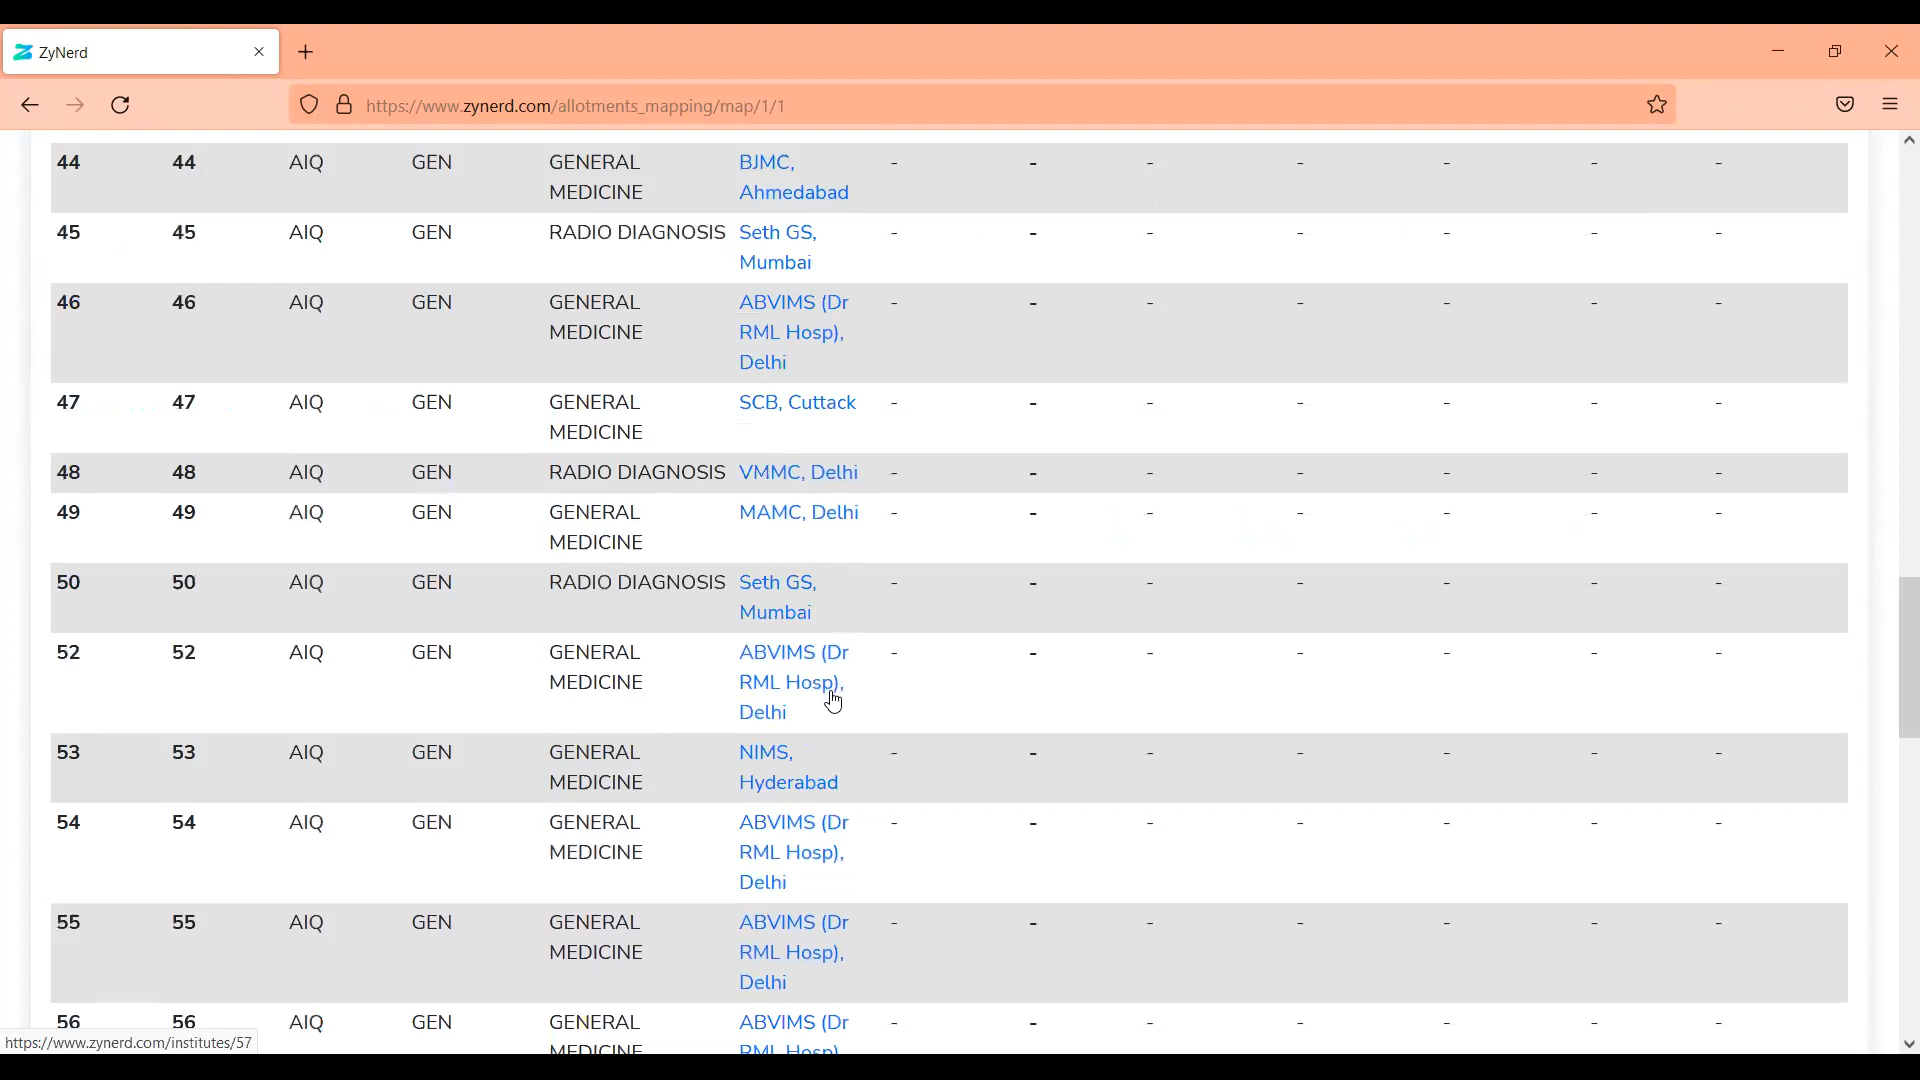 ZyNerd
https://www.zynerd.com/allotments_mapping/map/1/1
44 44 AIQ GEN GENERAL MEDICINE BJMC, Ahmedabad - - - - - - -
45 45 AIQ GEN RADIO DIAGNOSIS Seth GS, Mumbai - - - - - - -
46 46 AIQ GEN GENERAL MEDICINE ABVIMS (Dr RML Hosp), Delhi - - - - - - -
47 47 AIQ GEN GENERAL MEDICINE SCB, Cuttack - - - - - - -
48 48 AIQ GEN RADIO DIAGNOSIS VMMC, Delhi - - - - - - -
49 49 AIQ GEN GENERAL MEDICINE MAMC, Delhi - - - - - - -
50 50 AIQ GEN RADIO DIAGNOSIS Seth GS, Mumbai - - - - - - -
52 52 AIQ GEN GENERAL MEDICINE ABVIMS (Dr RML Hosp), Delhi - - - - - - -
53 53 AIQ GEN GENERAL MEDICINE NIMS, Hyderabad - - - - - - -
54 54 AIQ GEN GENERAL MEDICINE ABVIMS (Dr RML Hosp), Delhi - - - - - - -
55 55 AIQ GEN GENERAL MEDICINE ABVIMS (Dr RML Hosp), Delhi - - - - - - -
56 56 AIQ GEN GENERAL MEDICINE ABVIMS (Dr RML Hosp) - - - - - - -
https://www.zynerd.com/institutes/57